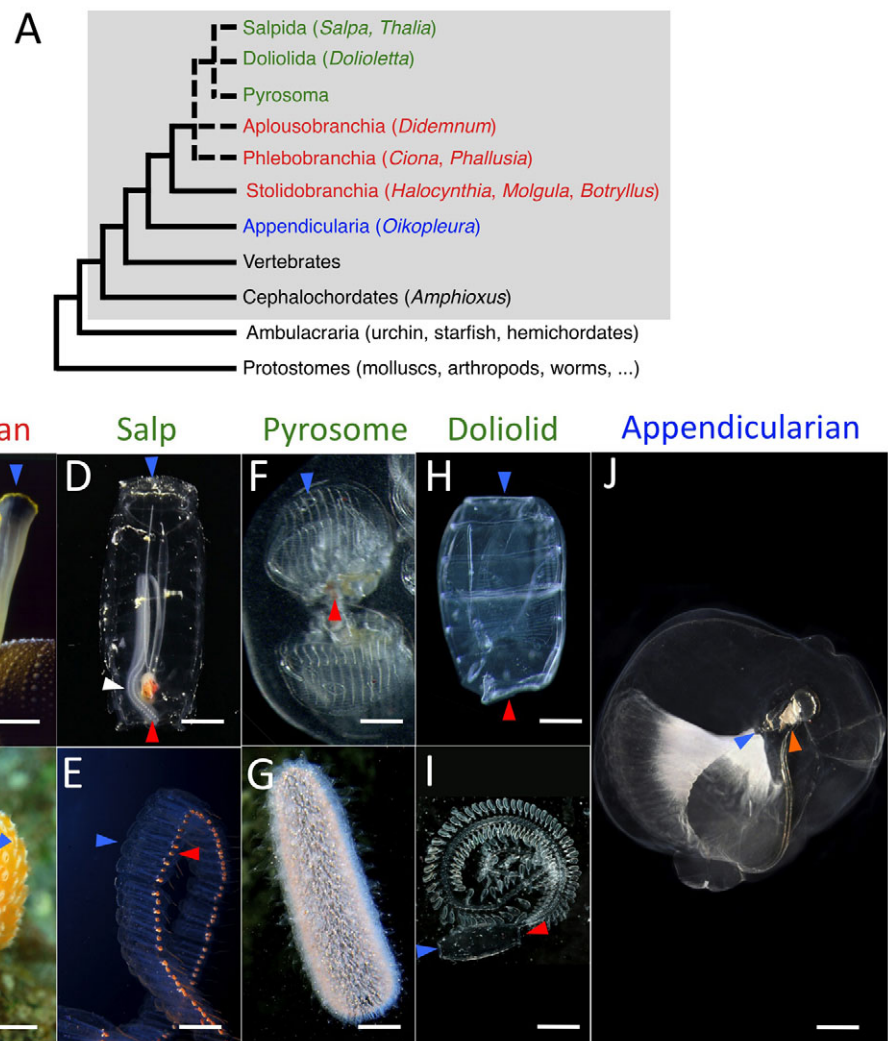 A
Salpida (Salpa, Thalia)
Doliolida (Dolioletta)
Pyrosoma
Aplousobranchia (Didemnum)
Phlebobranchia (Ciona, Phallusia)
Stolidobranchia (Halocynthia, Molgula, Botryllus)
Appendicularia (Oikopleura)
Vertebrates
Cephalochordates (Amphioxus)
Ambulacraria (urchin, starfish, hemichordates)
Protostomes (molluscs, arthropods, worms, ...)
an Salp Pyrosome Doliolid Appendicularian
D F H J
E G I